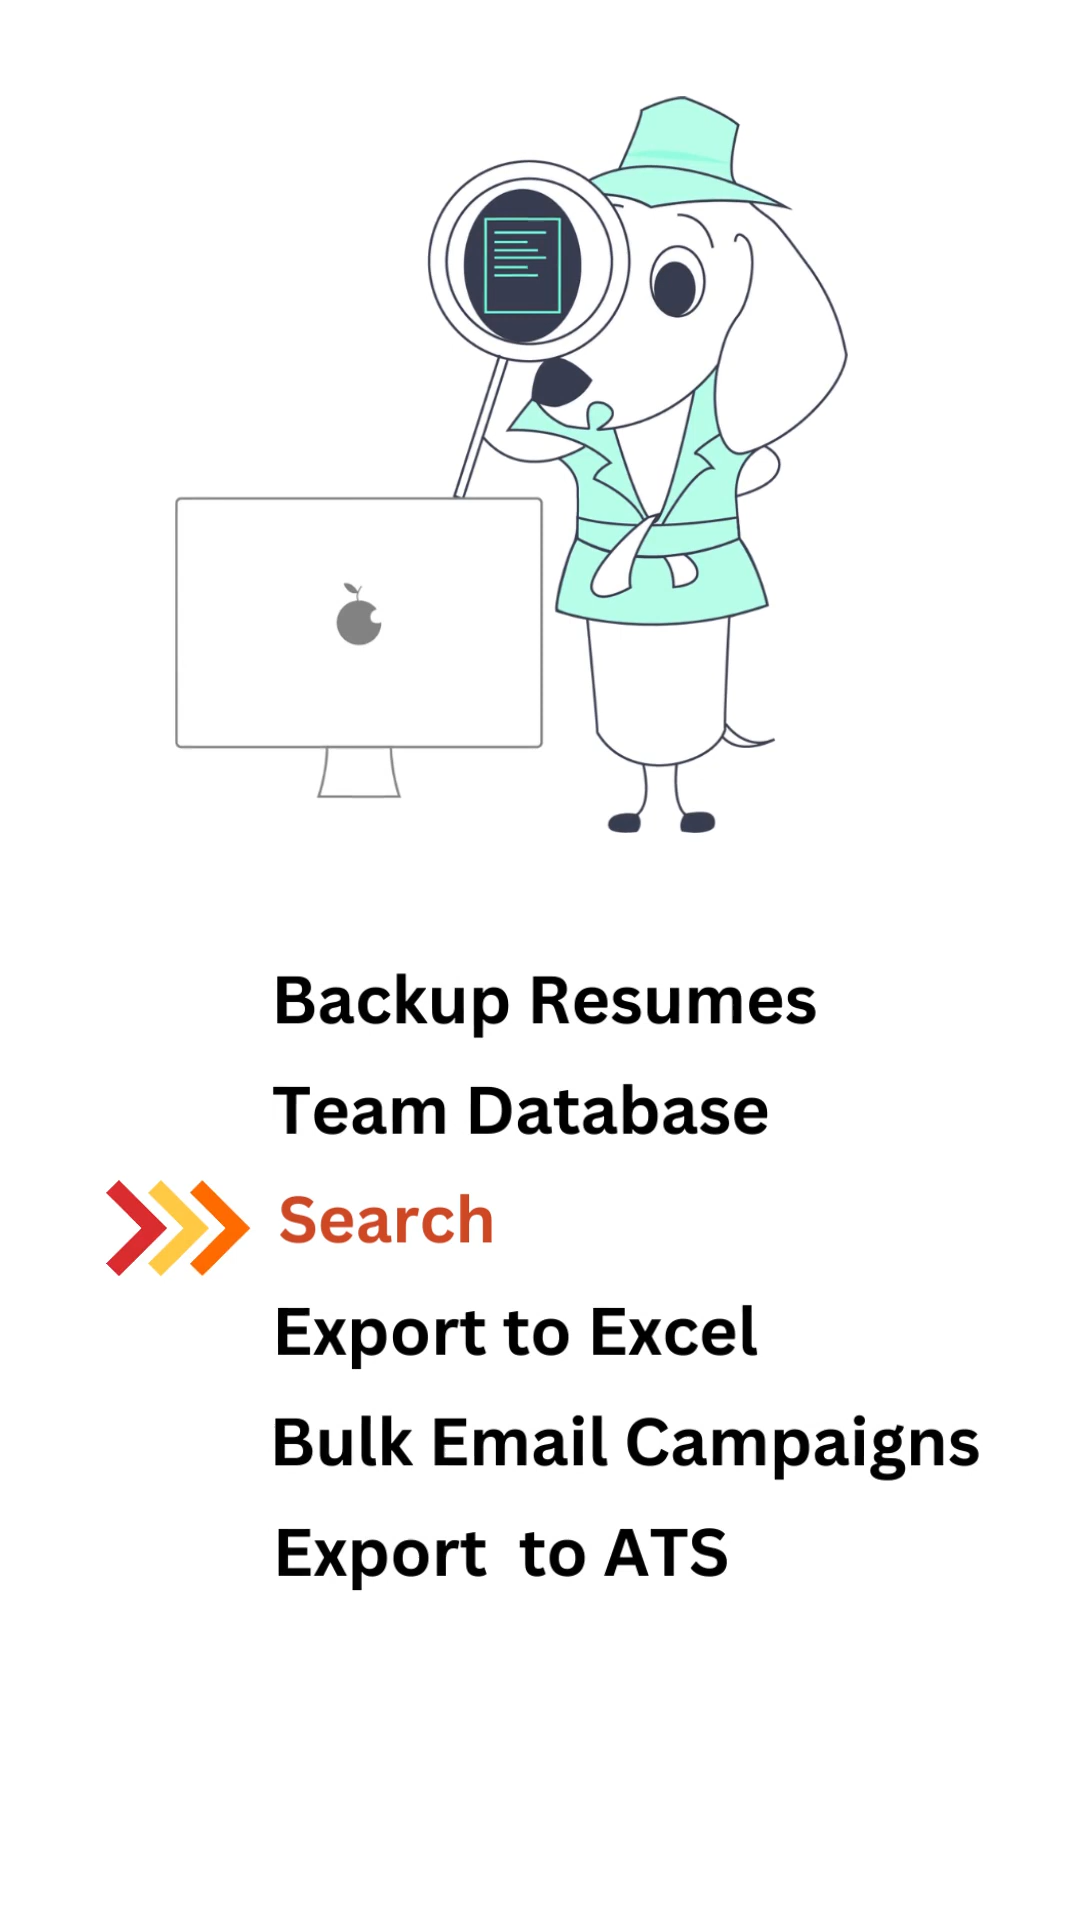 Backup Resumes
Team Database
Search
Export to Excel
Bulk Email Campaigns
Export to ATS